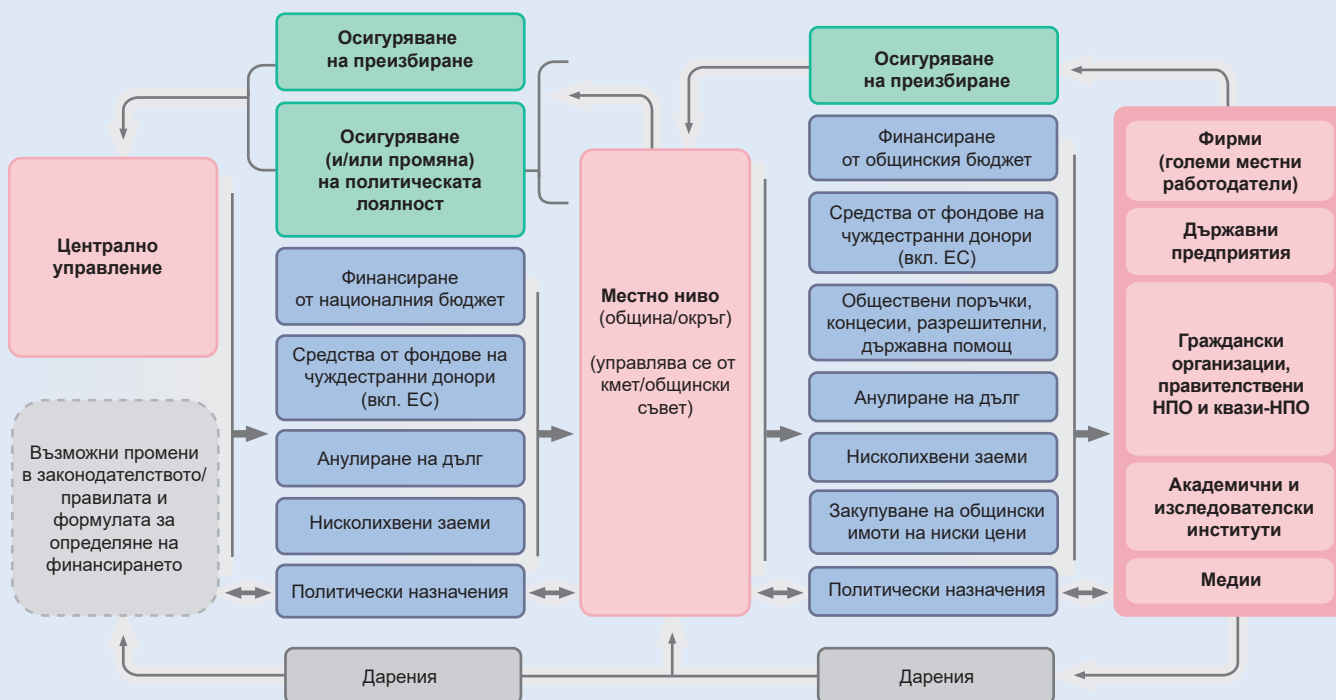 Осигуряване
на преизбиране
Осигуряване
(и/или промяна)
на политическата
лоялност
Централно
управление
Възможни промени
в законодателството/
правилата и
формулата за
определяне на
финансирането
Финансиране
от националния бюджет
Средства от фондове на
чуждестранни донори
(вкл. ЕС)
Анулиране на дълг
Нисколихвени заеми
Политически назначения
Дарения
Местно ниво
(община/окръг)
(управлява се от
кмет/общински
съвет)
Осигуряване
на преизбиране
Финансиране
от общинския бюджет
Средства от фондове на
чуждестранни донори
(вкл. ЕС)
Обществени поръчки,
концесии, разрешителни,
държавна помощ
Анулиране на дълг
Нисколихвени заеми
Закупуване на общински
имоти на ниски цени
Политически назначения
Дарения
Фирми
(големи местни
работодатели)
Държавни
предприятия
Граждански
организации,
правителствени
НПО и квази-НПО
Академични и
изследователски
институти
Медии